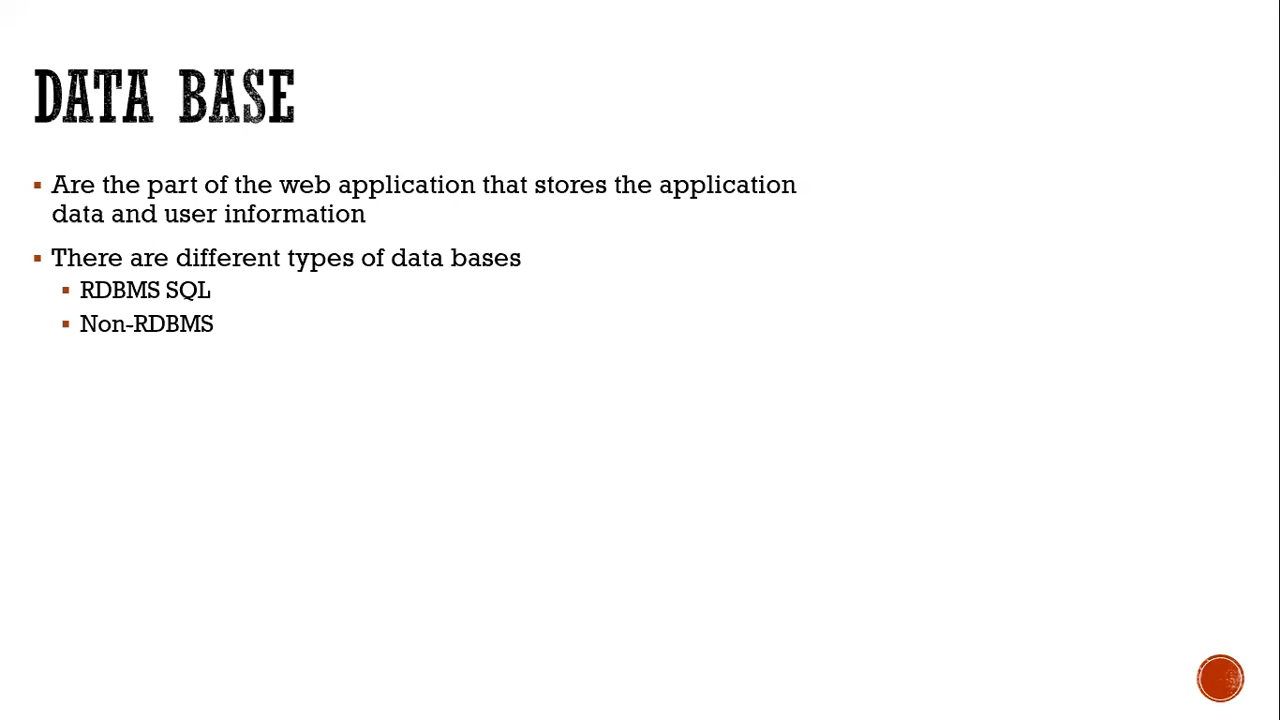 DATA BASE
Are the part of the web application that stores the application
data and user information
There are different types of data bases
RDBMS SQL
Non-RDBMS